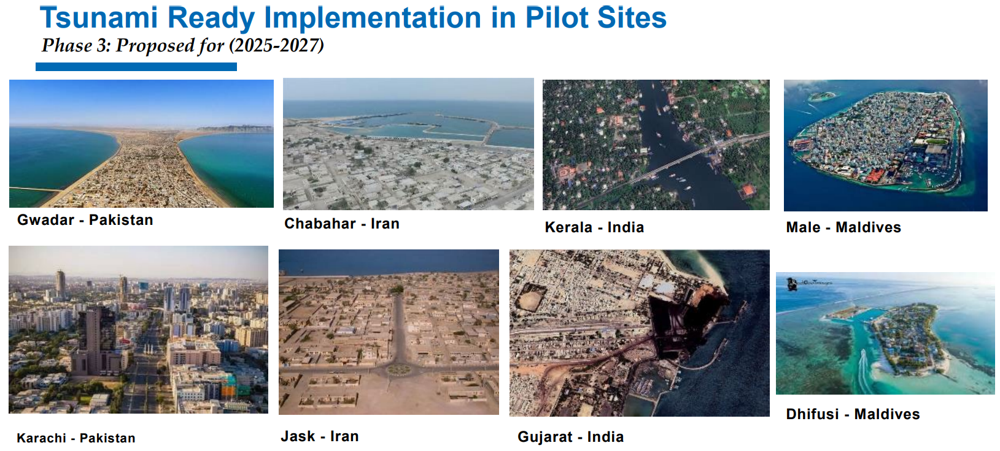 Tsunami Ready Implementation in Pilot Sites
Phase 3: Proposed for (2025-2027)
Gwadar - Pakistan
Chabahar - Iran
Kerala - India
Male - Maldives
Karachi - Pakistan
Jask - Iran
Gujarat - India
Dhifusi - Maldives